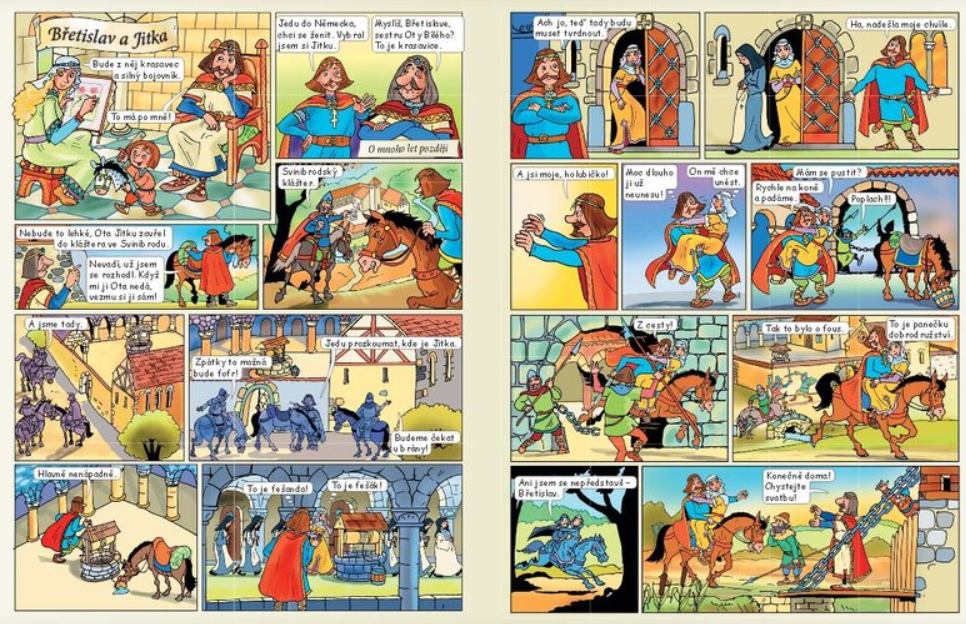 Břetislav a Jitka
Bude z něj krasavec
a silný bojovník.
To má po mně!
Jedu do Německa,
chci se ženit. Vybral
jsem si Jitku.
Myslíš, Břetislave,
sestru Oty Bílého?
To je krasavice.
O mnoho let později
Nebude to lehké, Ota Jitku zavřel
do kláštera ve Svinibrodu.
Nevadí, už jsem
se rozhodl. Když
mi ji Ota nedá,
vezmu si ji sám!
Svinibrodský
klášter.
A jsme tady.
Zpátky to možná
bude fofr!
Jedu prozkoumat, kde je Jitka.
Budeme čekat
u brány!
Hlavně nenápadně.
To je fešanda!
To je fešák!
Ach jo, teď tady budu
muset tvrdnout.
Ha, nadešla moje chvíle.
A jsi moje, holubičko!
Moc dlouho
ji už
neunesu!
On mě chce
unést.
Mám se pustit?
Rychle na koně
a padáme.
Poplach!!!
Z cesty!
Tak to bylo o fous.
To je panečku
dobrodružství.
Ani jsem se nepředstavil –
Břetislav.
Konečně doma!
Chystejte
svatbu!